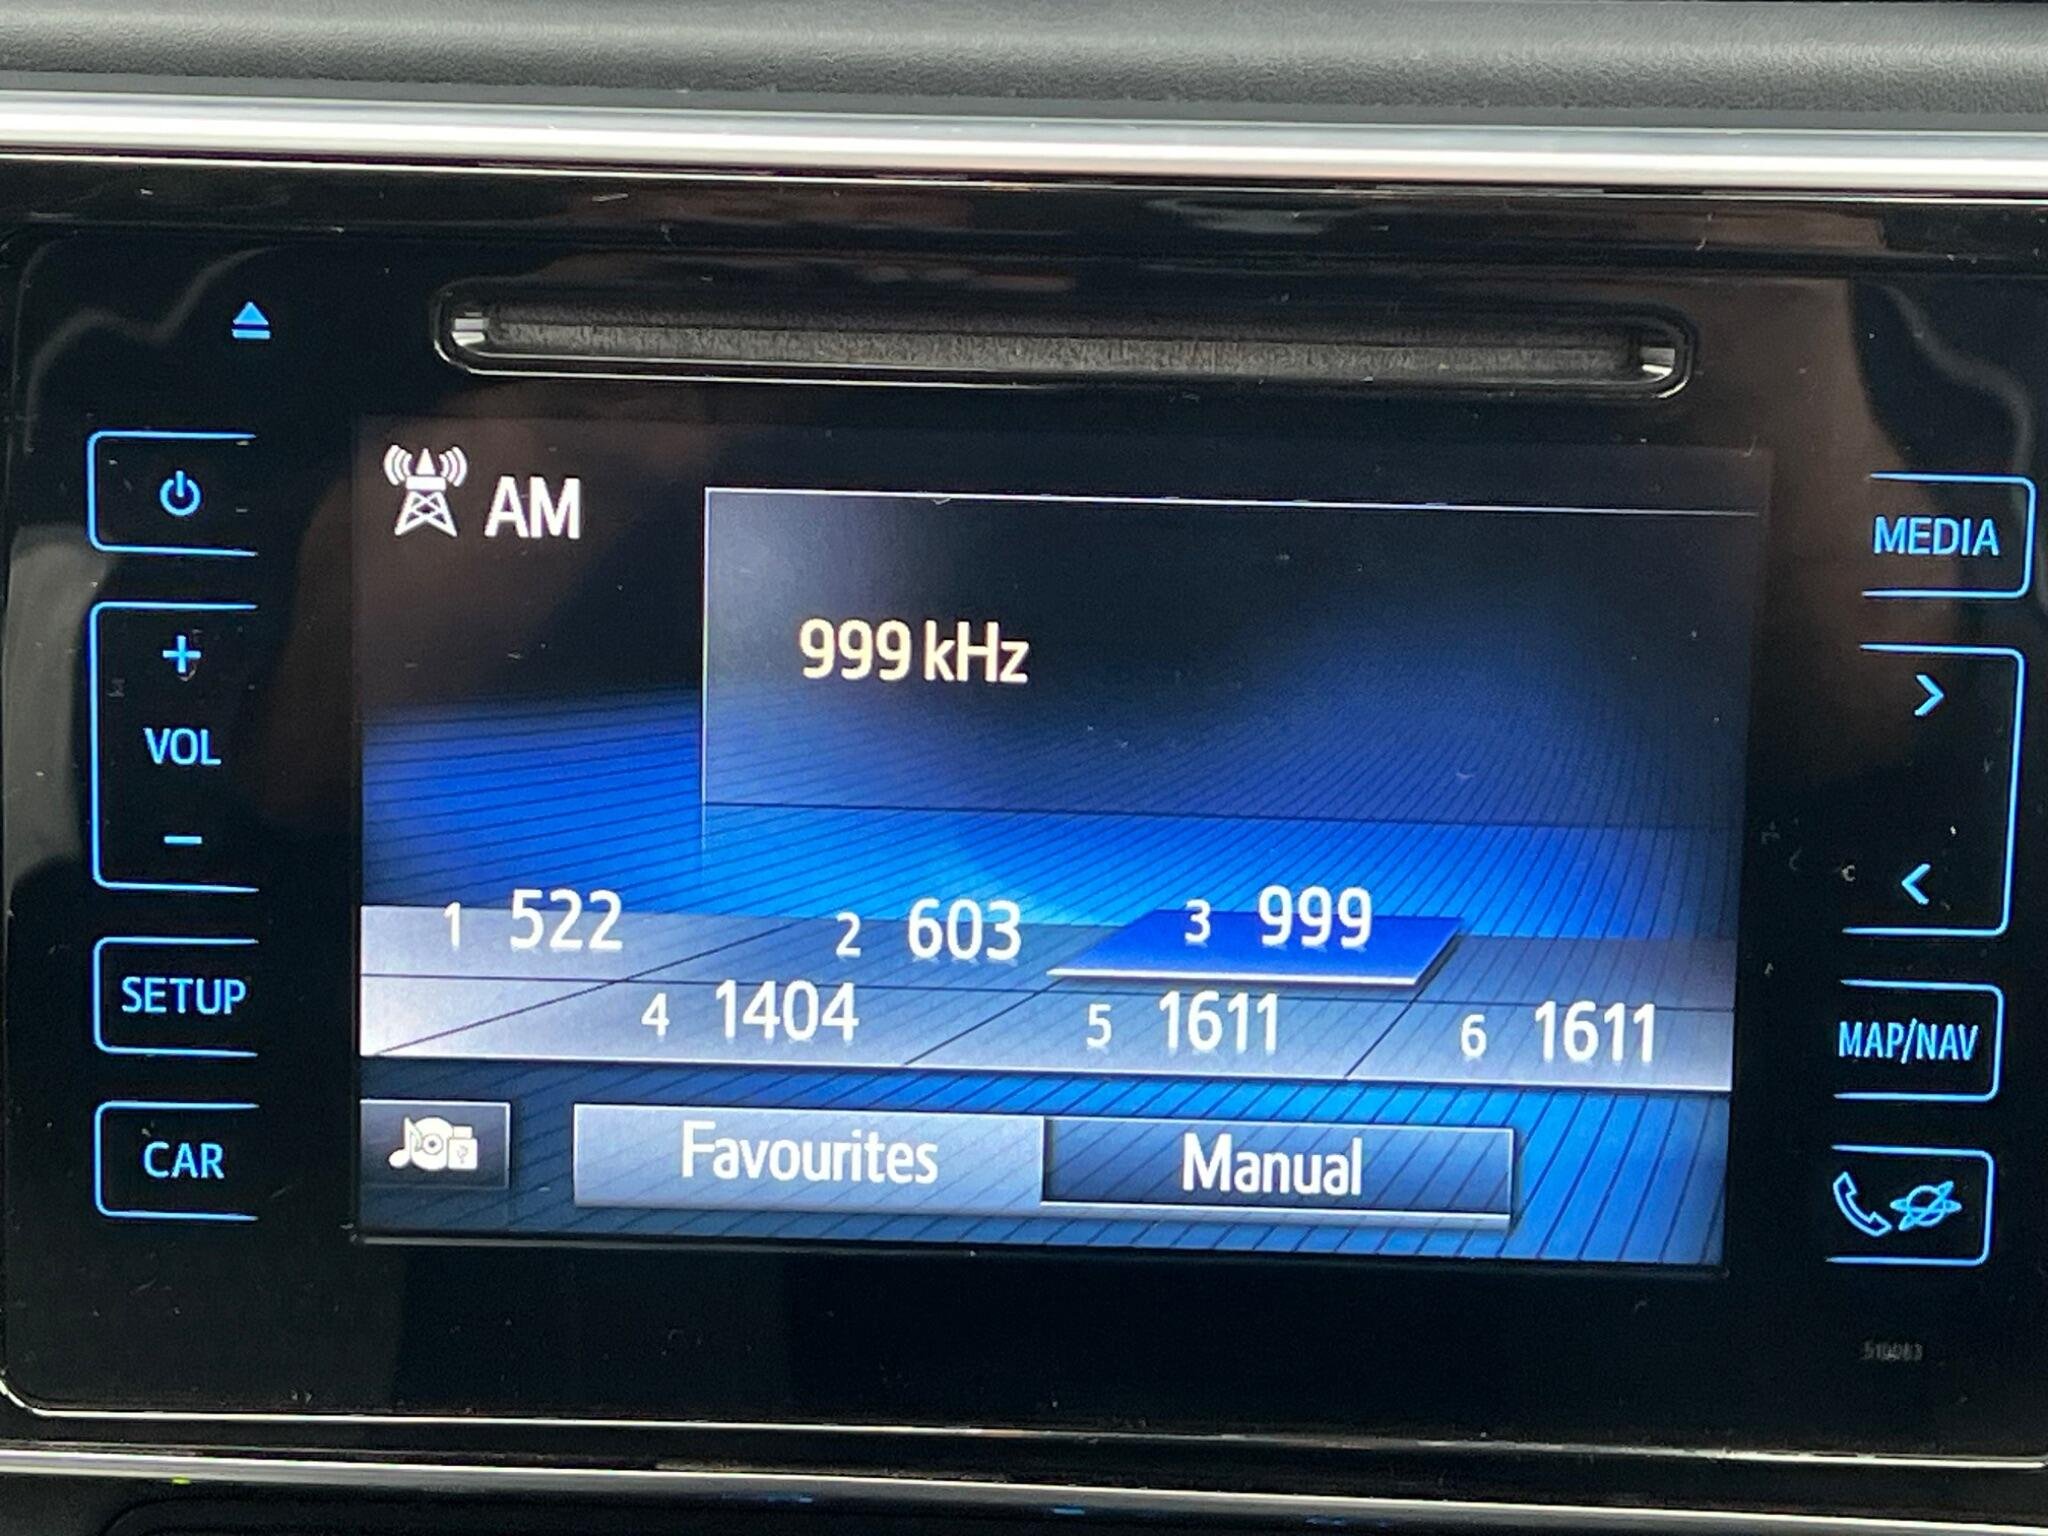 AM
MEDIA
999 kHz
+
VOL
−
>
<
1 522 2 603 3 999
4 1404 5 1611 6 1611
SETUP
MAP/NAV
CAR
Favourites Manual
510083